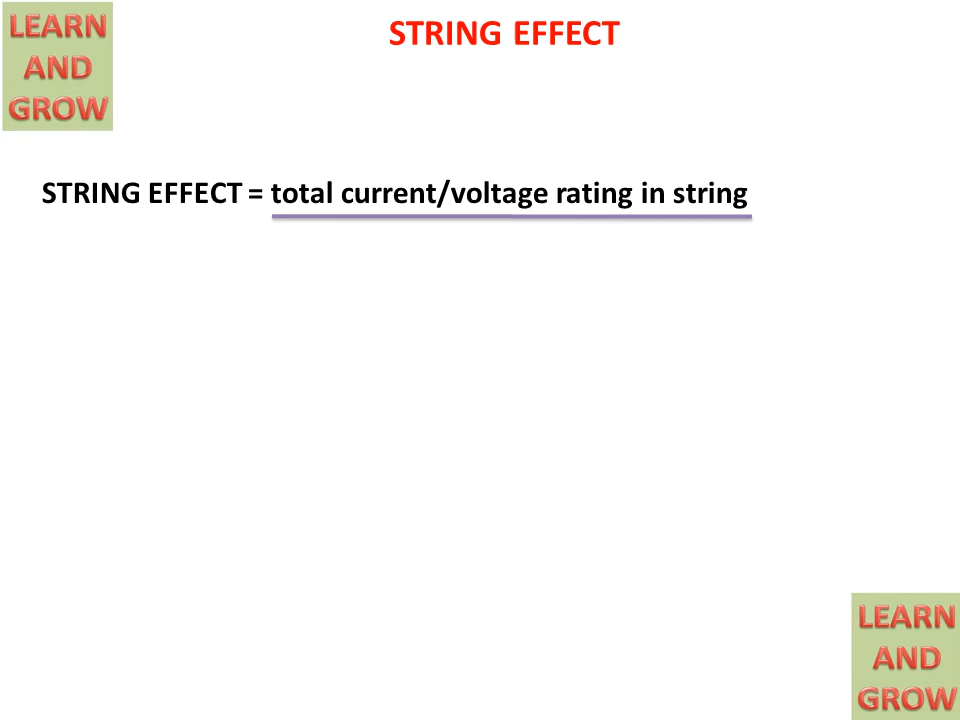 LEARN
AND
GROW
STRING EFFECT
STRING EFFECT = total current/voltage rating in string
LEARN
AND
GROW